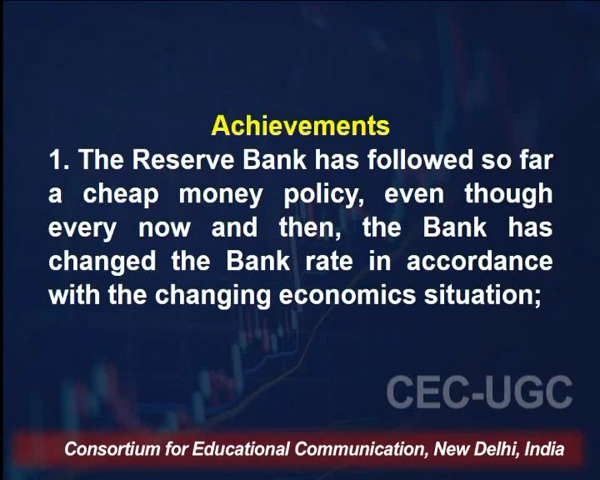 Achievements
1. The Reserve Bank has followed so far
a cheap money policy, even though
every now and then, the Bank has
changed the Bank rate in accordance
with the changing economics situation;
CEC-UGC
Consortium for Educational Communication, New Delhi, India